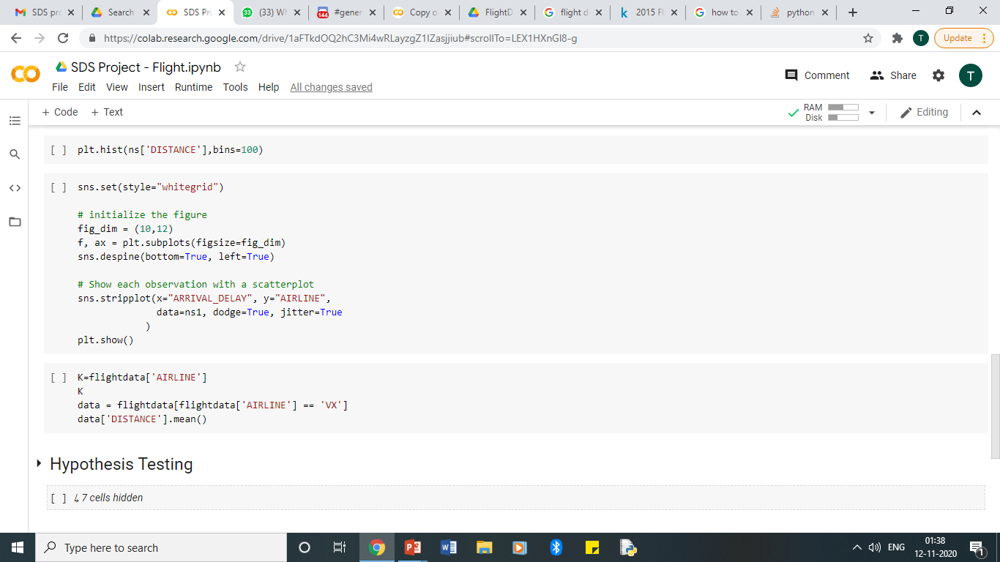 SDS pro
Search
SDS Pro
(33) Wh
144
#gener
Copy o
FlightD
flight d
2015 Fl
how to
python
https://colab.research.google.com/drive/1aFTkdOQ2hC3Mi4wRLayzgZ1IZasjjiub#scrollTo=LEX1HXnGl8-g
T
Update
SDS Project - Flight.ipynb
Comment
Share
T
File Edit View Insert Runtime Tools Help All changes saved
+ Code + Text
RAM
Disk
Editing
[ ] plt.hist(ns['DISTANCE'],bins=100)
[ ] sns.set(style="whitegrid")
# initialize the figure
fig_dim = (10,12)
f, ax = plt.subplots(figsize=fig_dim)
sns.despine(bottom=True, left=True)
# Show each observation with a scatterplot
sns.stripplot(x="ARRIVAL_DELAY", y="AIRLINE",
data=ns1, dodge=True, jitter=True
)
plt.show()
[ ] K=flightdata['AIRLINE']
K
data = flightdata[flightdata['AIRLINE'] == 'VX']
data['DISTANCE'].mean()
Hypothesis Testing
[ ] ↳ 7 cells hidden
Type here to search
ENG
01:38
12-11-2020
1